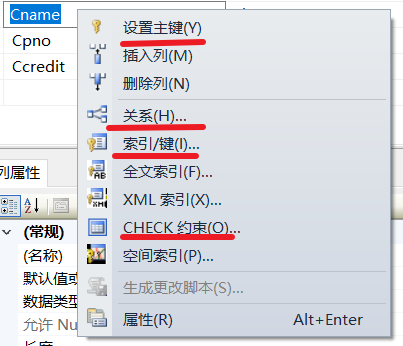 Cname
Cpno
Ccredit
设置主键(Y)
插入列(M)
删除列(N)
关系(H)...
索引/键(I)...
全文索引(F)...
XML 索引(X)...
CHECK 约束(O)...
空间索引(P)...
生成更改脚本(S)...
属性(R) Alt+Enter
列属性
(常规)
(名称)
默认值或
数据类型
允许 Nu
长度